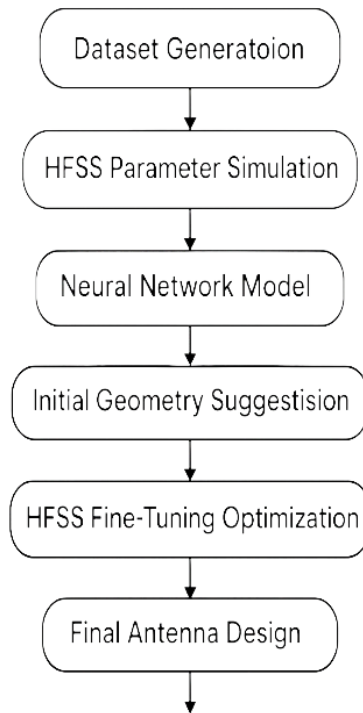 Dataset Generatoion
HFSS Parameter Simulation
Neural Network Model
Initial Geometry Suggestision
HFSS Fine-Tuning Optimization
Final Antenna Design